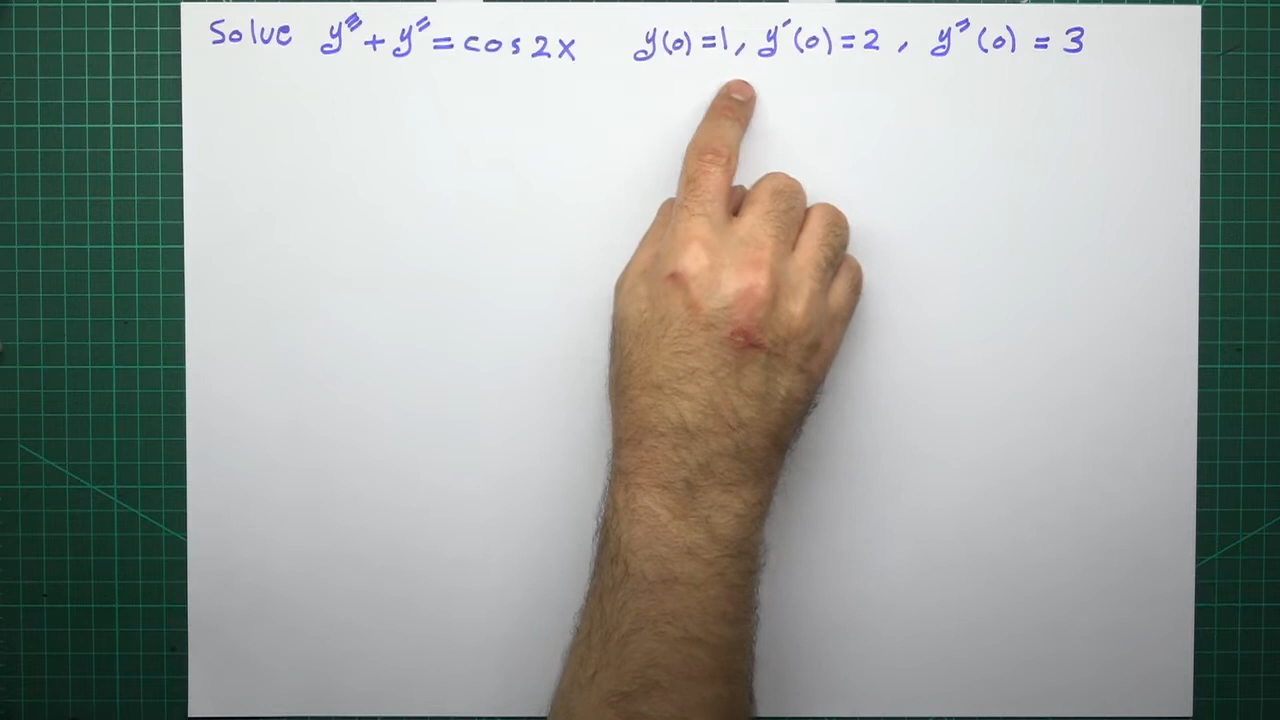 Solve y''' + y'' = cos 2x y(0) = 1, y'(0) = 2, y''(0) = 3